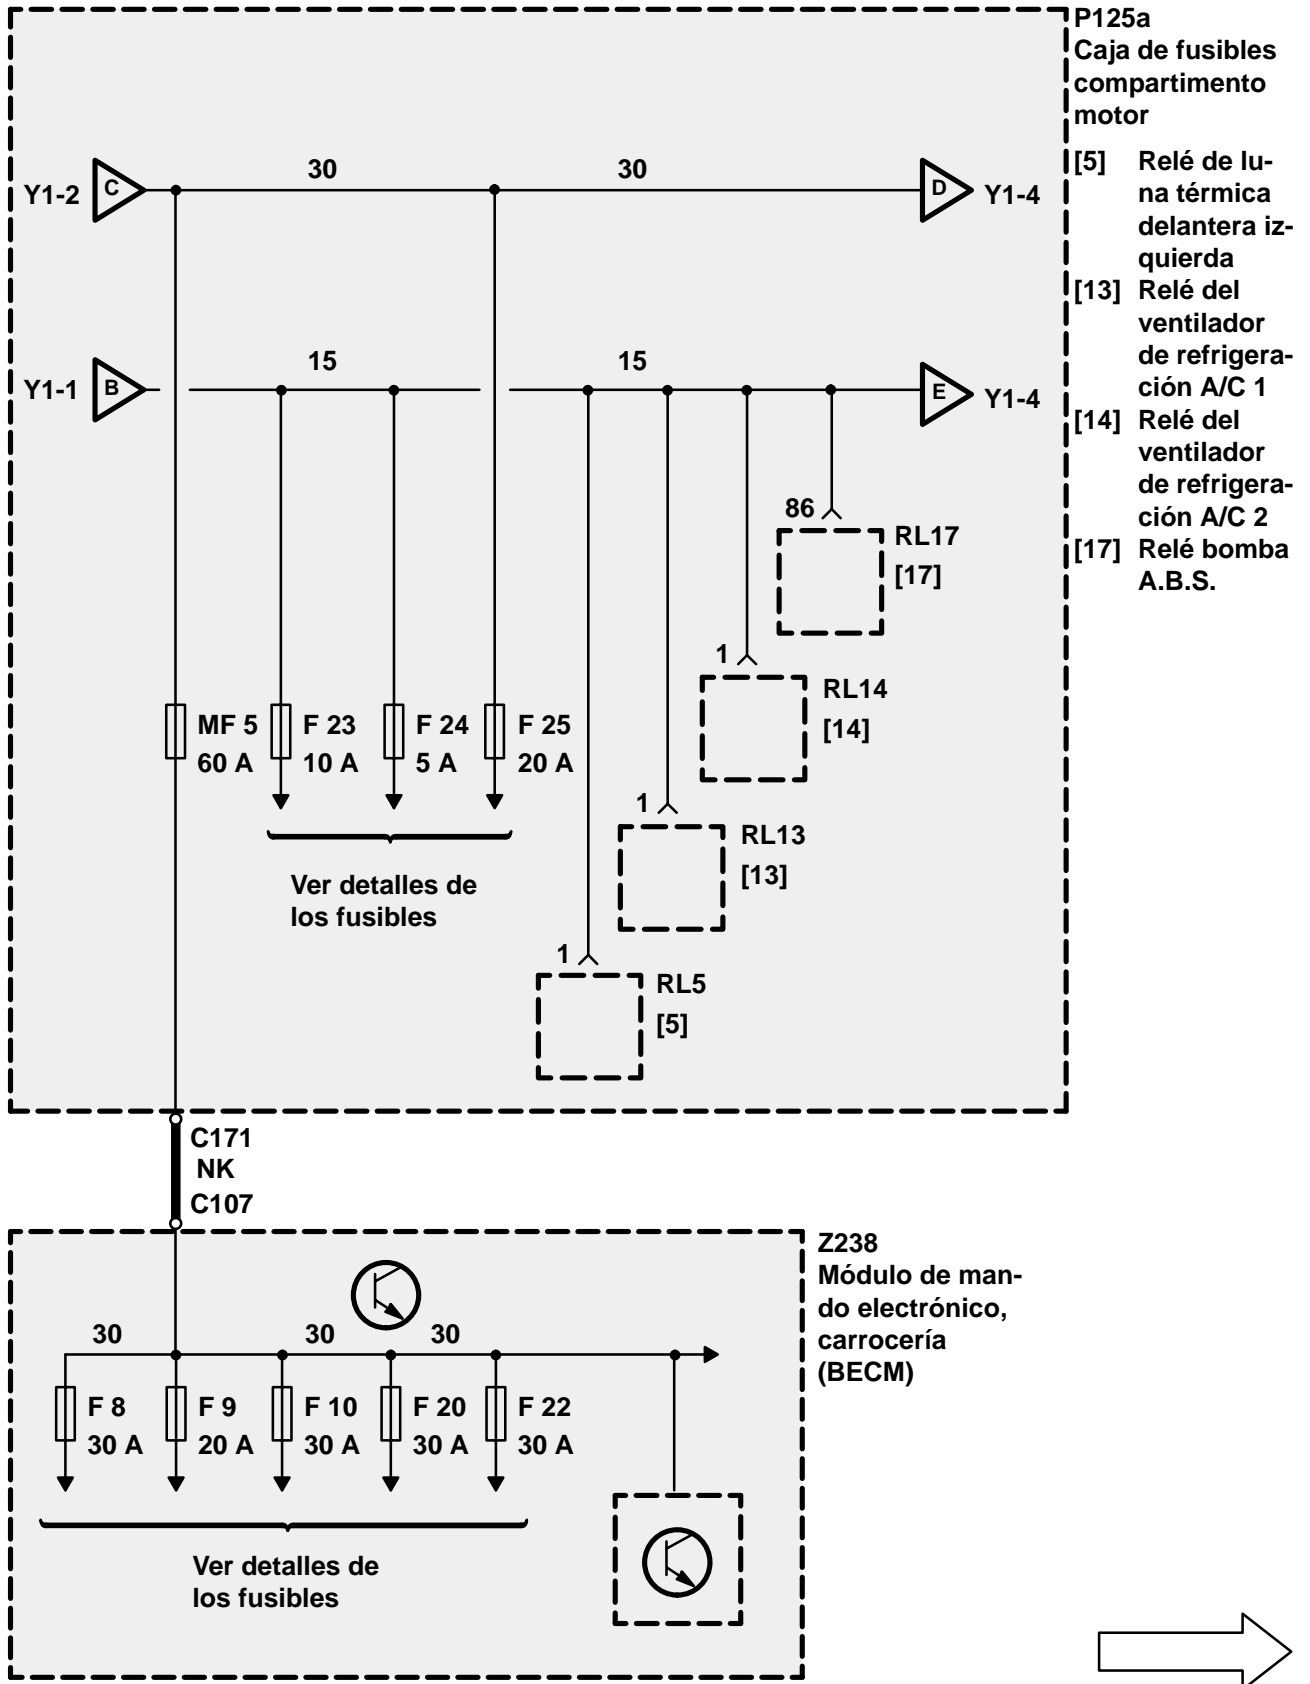 P125a
Caja de fusibles
compartimento
motor
[5] Relé de lu-
na térmica
delantera iz-
quierda
[13] Relé del
ventilador
de refrigera-
ción A/C 1
[14] Relé del
ventilador
de refrigera-
ción A/C 2
[17] Relé bomba
A.B.S.
Y1-2 C 30 30 D Y1-4
Y1-1 B 15 15 E Y1-4
86
RL17
[17]
1
RL14
[14]
MF 5
60 A
F 23
10 A
F 24
5 A
F 25
20 A
1
RL13
[13]
Ver detalles de
los fusibles
1
RL5
[5]
C171
NK
C107
Z238
Módulo de man-
do electrónico,
carrocería
(BECM)
30 30 30
F 8
30 A
F 9
20 A
F 10
30 A
F 20
30 A
F 22
30 A
Ver detalles de
los fusibles